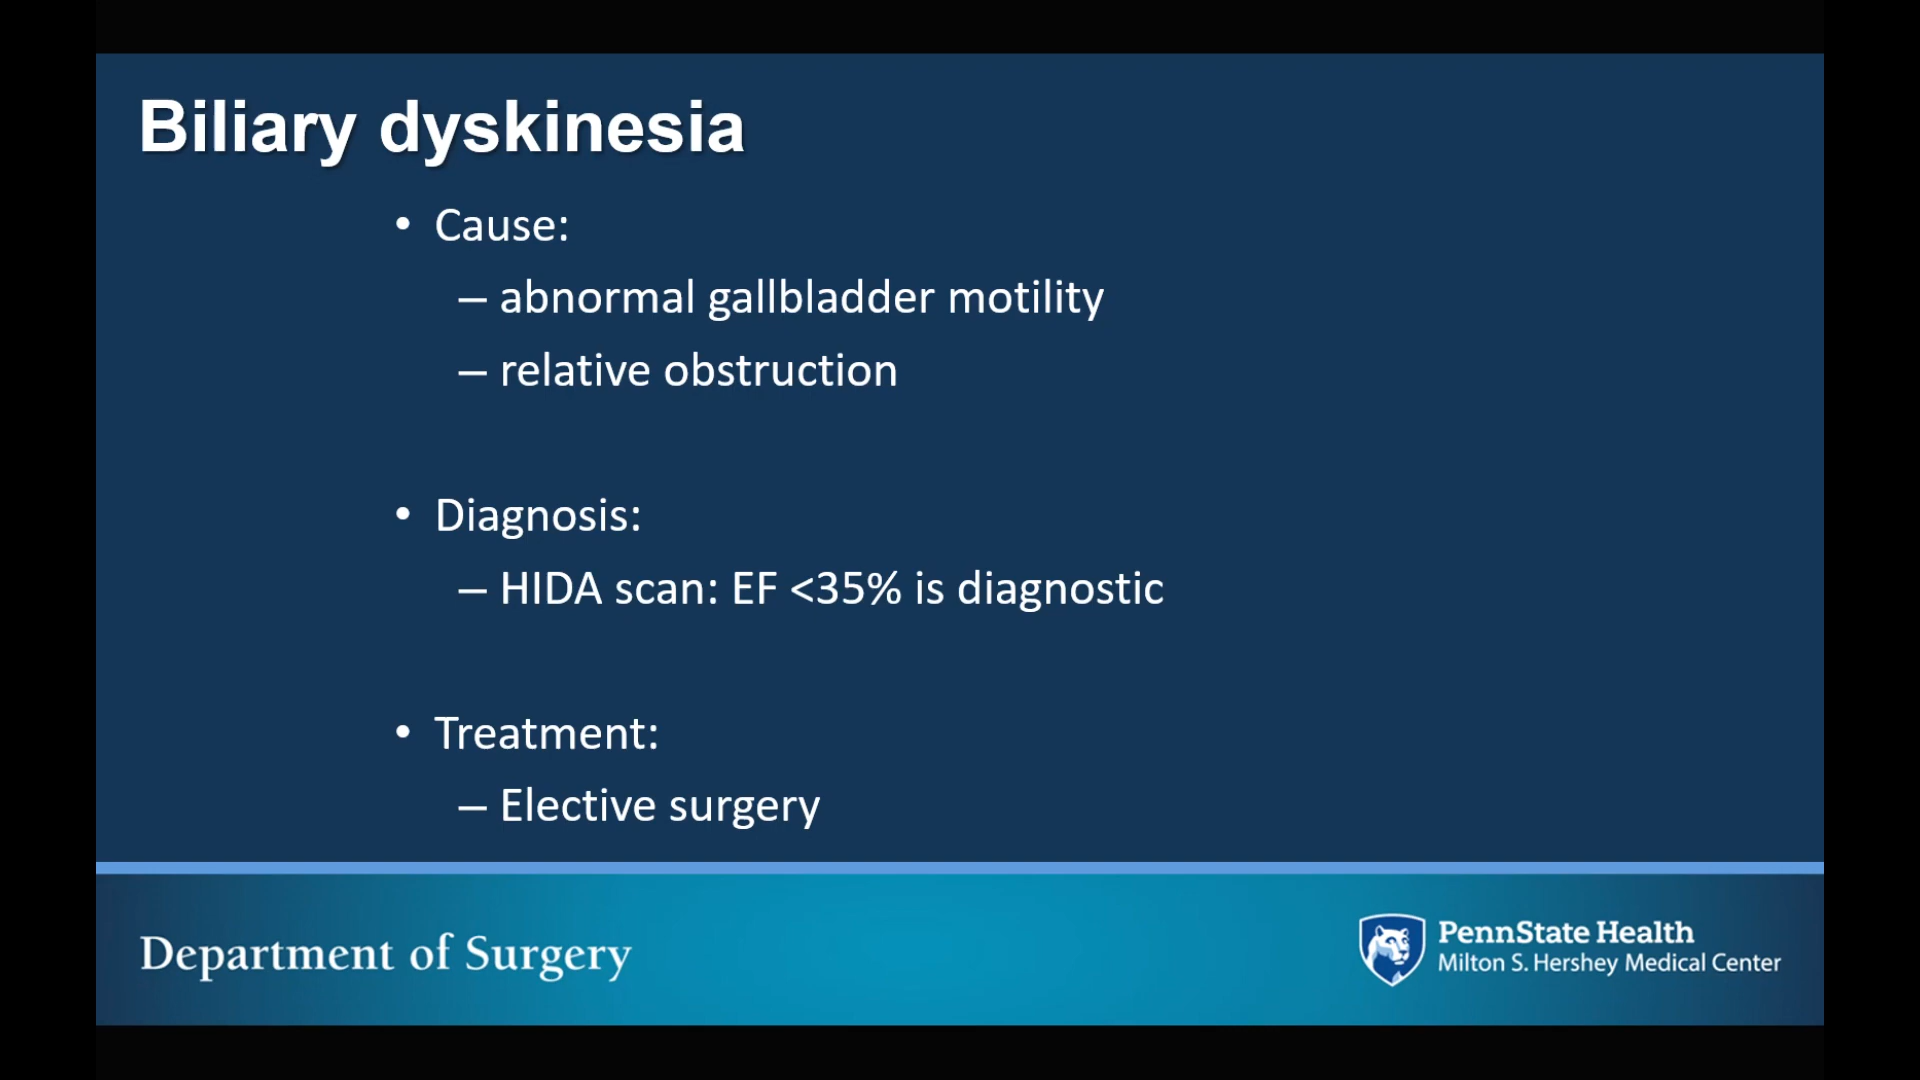 Biliary dyskinesia
• Cause:
– abnormal gallbladder motility
– relative obstruction
• Diagnosis:
– HIDA scan: EF <35% is diagnostic
• Treatment:
– Elective surgery
Department of Surgery
PennState Health
Milton S. Hershey Medical Center